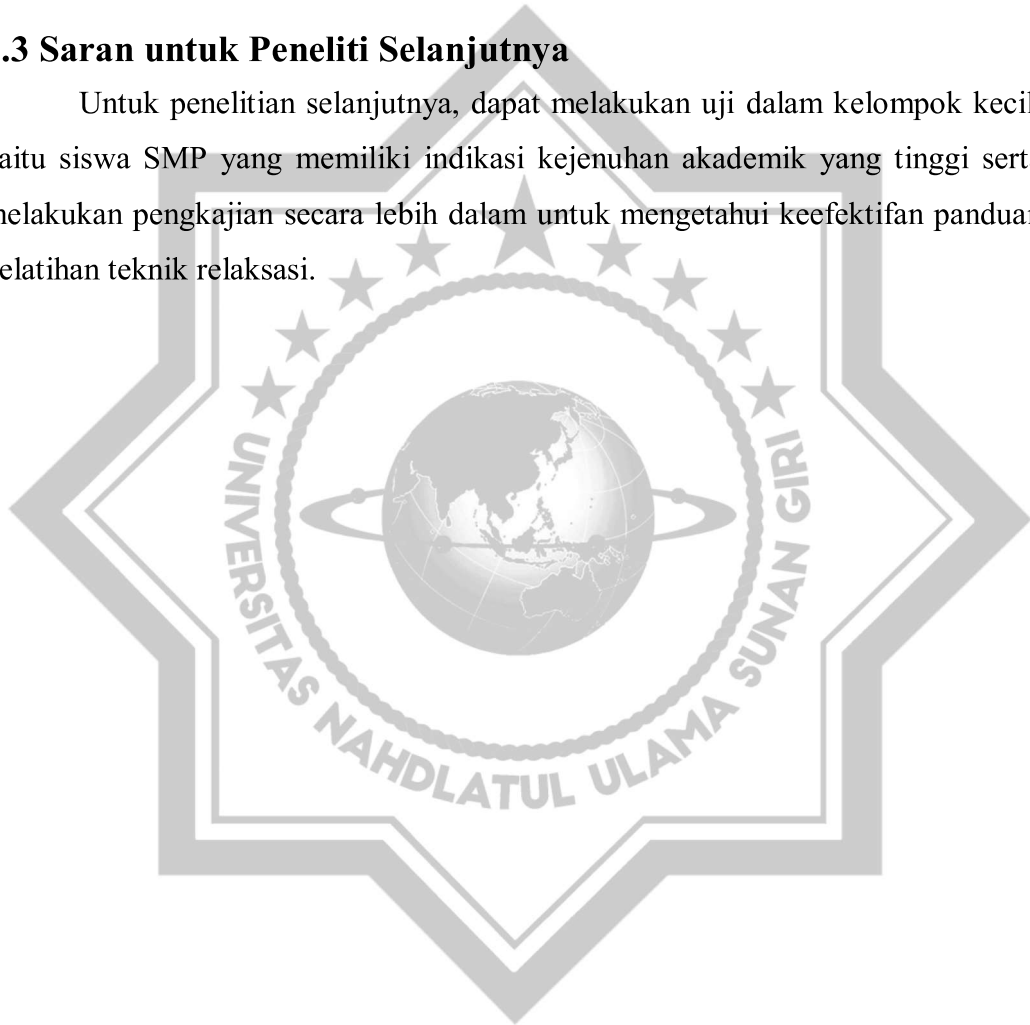 .3 Saran untuk Peneliti Selanjutnya
Untuk penelitian selanjutnya, dapat melakukan uji dalam kelompok kecil
aitu siswa SMP yang memiliki indikasi kejenuhan akademik yang tinggi sert
melakukan pengkajian secara lebih dalam untuk mengetahui keefektifan panduan
elatihan teknik relaksasi.
UNIVERSITAS NAHDLATUL ULAMA SUNAN GIRI